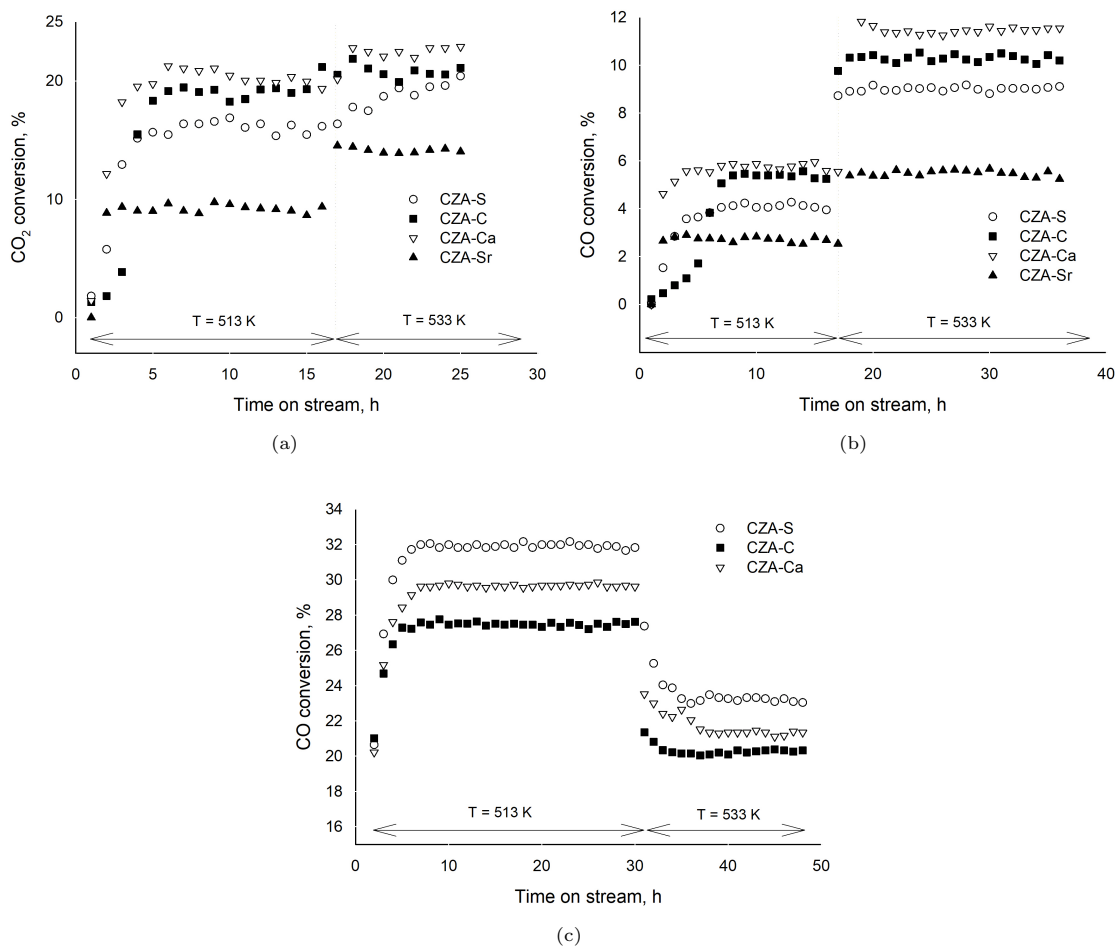 25
20
10
0
CO2 conversion, %
CZA-S
CZA-C
CZA-Ca
CZA-Sr
T = 513 K
T = 533 K
0 5 10 15 20 25 30
Time on stream, h
(a)
12
10
8
6
4
2
0
CO conversion, %
CZA-S
CZA-C
CZA-Ca
CZA-Sr
T = 513 K
T = 533 K
0 10 20 30 40
Time on stream, h
(b)
34
32
30
28
26
24
22
20
18
16
CO conversion, %
CZA-S
CZA-C
CZA-Ca
T = 513 K
T = 533 K
0 10 20 30 40 50
Time on stream, h
(c)